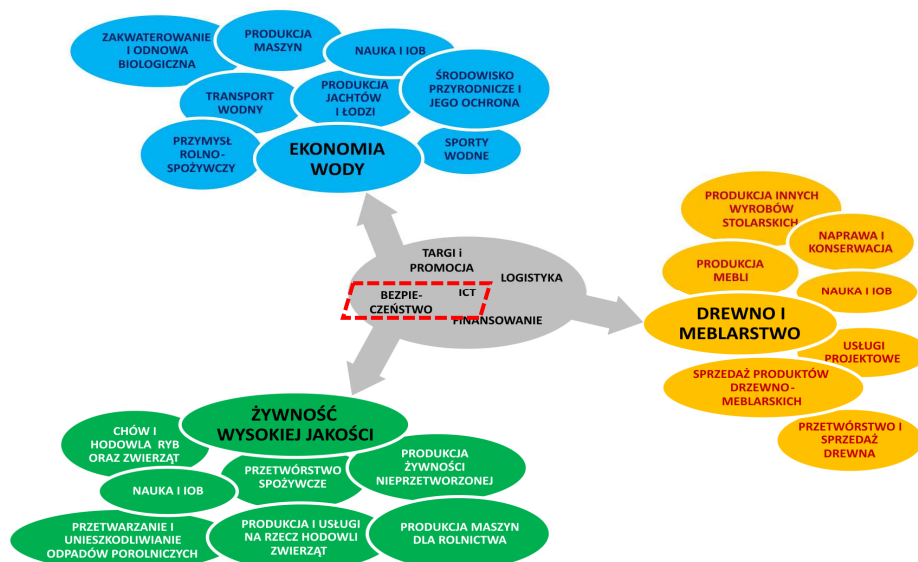 ZAKWATEROWANIE
I ODNOWA
BIOLOGICZNA
PRODUKCJA
MASZYN
NAUKA I IOB
ŚRODOWISKO
PRZYRODNICZE I
JEGO OCHRONA
TRANSPORT
WODNY
PRODUKCJA
JACHTÓW
I ŁODZI
PRZYMYSŁ
ROLNO-
SPOŻYWCZY
EKONOMIA
WODY
SPORTY
WODNE
TARGI i
PROMOCJA
LOGISTYKA
ICT
BEZPIE-
CZEŃSTWO
FINANSOWANIE
PRODUKCJA INNYCH
WYROBÓW
STOLARSKICH
NAPRAWA I
KONSERWACJA
PRODUKCJA
MEBLI
NAUKA I IOB
DREWNO I
MEBLARSTWO
USŁUGI
PROJEKTOWE
SPRZEDAŻ PRODUKTÓW
DRZEWNO-
MEBLARSKICH
PRZETWÓRSTWO I
SPRZEDAŻ
DREWNA
ŻYWNOŚĆ
WYSOKIEJ JAKOŚCI
CHÓW I
HODOWLA RYB
ORAZ ZWIERZĄT
PRZETWÓRSTWO
SPOŻYWCZE
PRODUKCJA
ŻYWNOŚCI
NIEPRZETWORZONEJ
NAUKA I IOB
PRZETWARZANIE I
UNIESZKODLIWIANIE
ODPADÓW POROLNICZYCH
PRODUKCJA I USŁUGI
NA RZECZ HODOWLI
ZWIERZĄT
PRODUKCJA MASZYN
DLA ROLNICTWA